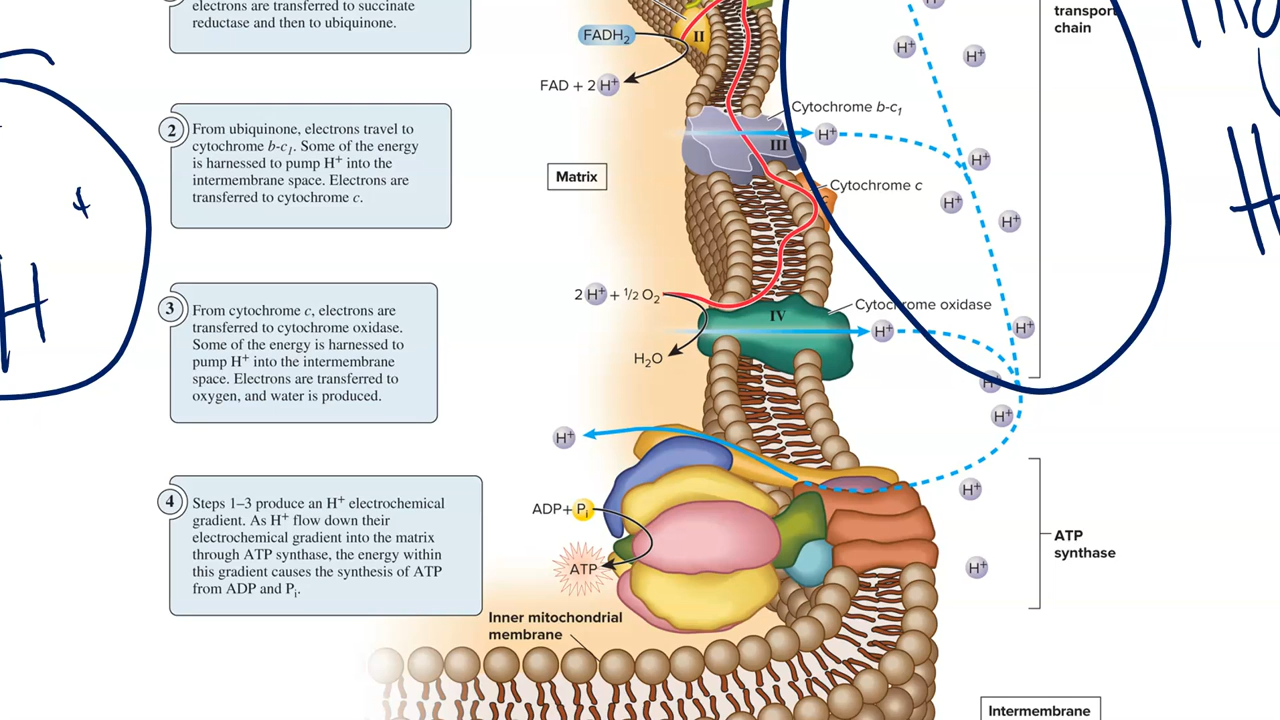 electrons are transferred to succinate
reductase and then to ubiquinone.
2
From ubiquinone, electrons travel to
cytochrome b-c₁. Some of the energy
is harnessed to pump H⁺ into the
intermembrane space. Electrons are
transferred to cytochrome c.
3
From cytochrome c, electrons are
transferred to cytochrome oxidase.
Some of the energy is harnessed to
pump H⁺ into the intermembrane
space. Electrons are transferred to
oxygen, and water is produced.
4
Steps 1–3 produce an H⁺ electrochemical
gradient. As H⁺ flow down their
electrochemical gradient into the matrix
through ATP synthase, the energy within
this gradient causes the synthesis of ATP
from ADP and Pᵢ.
+
H
FADH₂
II
FAD + 2 H⁺
Matrix
Cytochrome b-c₁
III
H⁺
Cytochrome c
c
2 H⁺ + 1/2 O₂
H₂O
IV
Cytochrome oxidase
H⁺
H⁺
ADP + Pᵢ
ATP
Inner mitochondrial
membrane
H⁺
H⁺
H⁺
H⁺
H⁺
H⁺
H⁺
H⁺
H⁺
H⁺
H⁺
transport
chain
ATP
synthase
Intermembrane
H